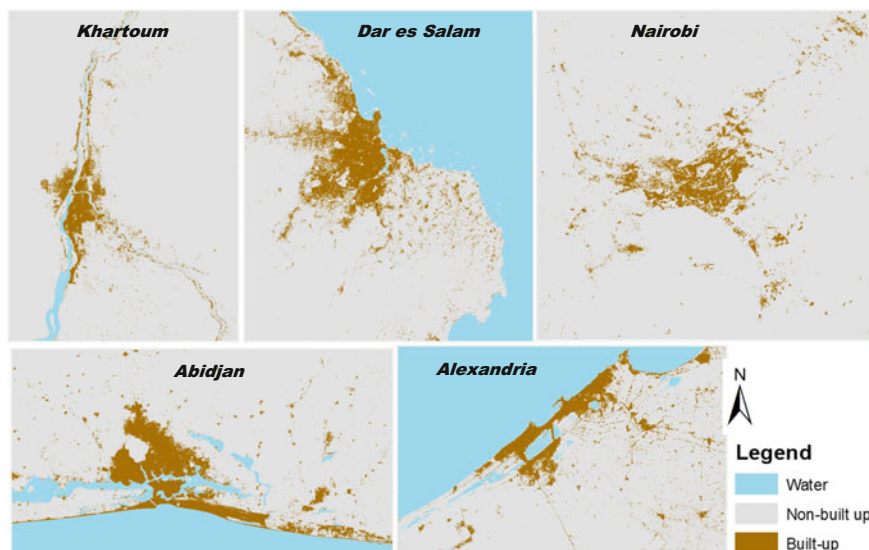 Khartoum
Dar es Salam
Nairobi
Abidjan
Alexandria
N
Legend
Water
Non-built up
Built-up